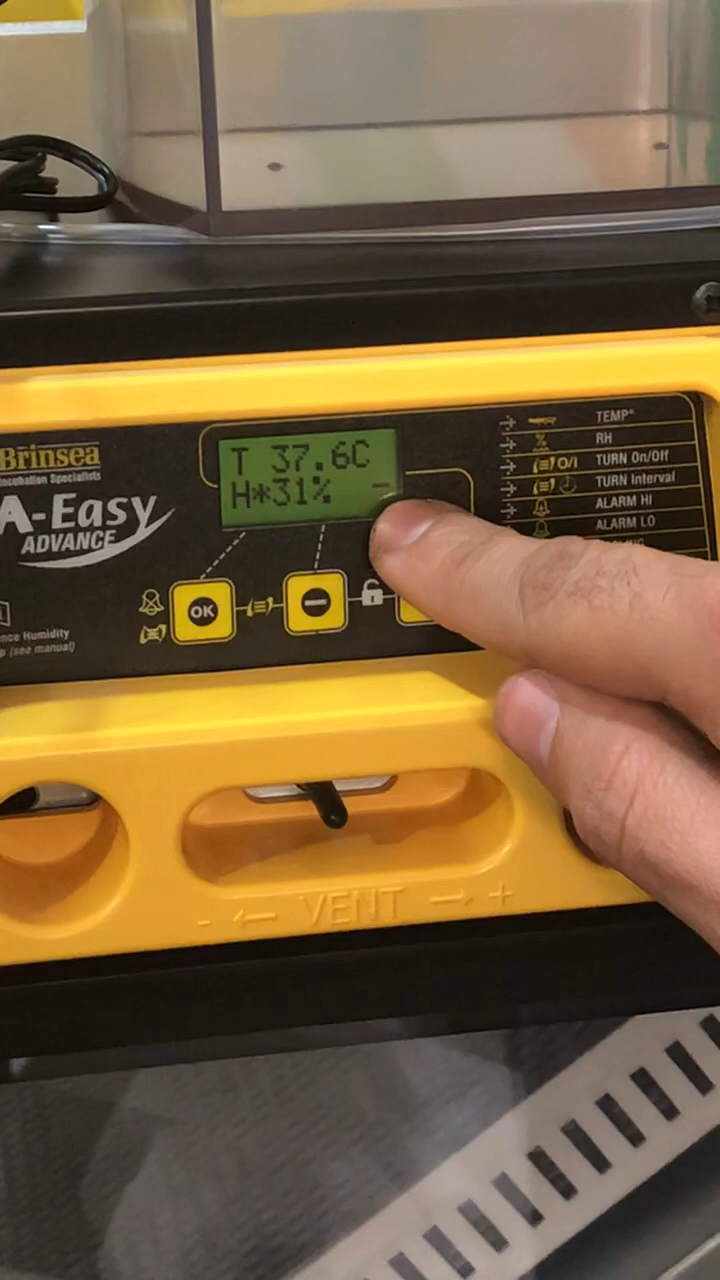 Brinsea
Incubation Specialists
A-Easy
ADVANCE
T 37.6C
H*31% -
OK
TEMP°
% RH
O/I TURN On/Off
TURN Interval
ALARM HI
ALARM LO
Humidity
(see manual)
- ← VENT → +